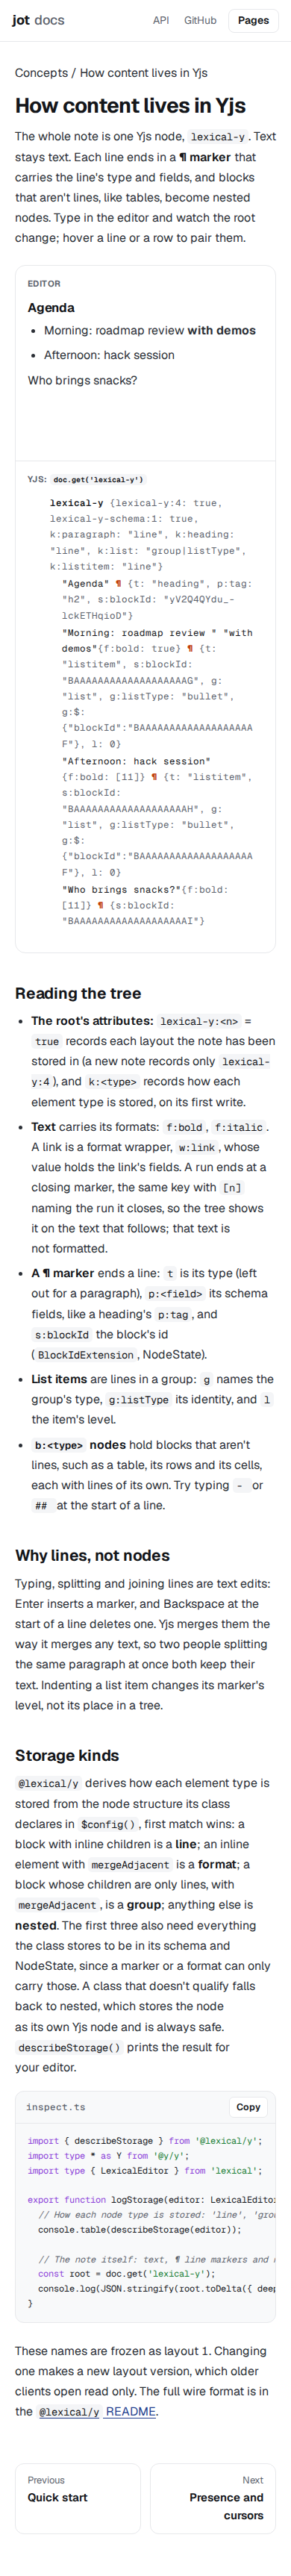 jot docs
API GitHub Pages
Concepts / How content lives in Yjs
How content lives in Yjs
The whole note is one Yjs node, lexical-y. Text
stays text. Each line ends in a ¶ marker that
carries the line's type and fields, and blocks
that aren't lines, like tables, become nested
nodes. Type in the editor and watch the root
change; hover a line or a row to pair them.
EDITOR
Agenda
• Morning: roadmap review with demos
• Afternoon: hack session
Who brings snacks?
YJS: doc.get('lexical-y')
lexical-y {lexical-y:4: true,
lexical-y-schema:1: true,
k:paragraph: "line", k:heading:
"line", k:list: "group|listType",
k:listitem: "line"}
"Agenda" ¶ {t: "heading", p:tag:
"h2", s:blockId: "yV2Q4QYdu_-
lckETHqioD"}
"Morning: roadmap review " "with
demos"{f:bold: true} ¶ {t:
"listitem", s:blockId:
"BAAAAAAAAAAAAAAAAAAAG", g:
"list", g:listType: "bullet",
g:$:
{"blockId":"BAAAAAAAAAAAAAAAAAAA
F"}, l: 0}
"Afternoon: hack session"
{f:bold: [11]} ¶ {t: "listitem",
s:blockId:
"BAAAAAAAAAAAAAAAAAAAH", g:
"list", g:listType: "bullet",
g:$:
{"blockId":"BAAAAAAAAAAAAAAAAAAA
F"}, l: 0}
"Who brings snacks?"{f:bold:
[11]} ¶ {s:blockId:
"BAAAAAAAAAAAAAAAAAAAI"}
Reading the tree
• The root's attributes: lexical-y:<n> =
true records each layout the note has been
stored in (a new note records only lexical-
y:4), and k:<type> records how each
element type is stored, on its first write.
• Text carries its formats: f:bold, f:italic.
A link is a format wrapper, w:link, whose
value holds the link's fields. A run ends at a
closing marker, the same key with [n]
naming the run it closes, so the tree shows
it on the text that follows; that text is
not formatted.
• A ¶ marker ends a line: t is its type (left
out for a paragraph), p:<field> its schema
fields, like a heading's p:tag, and
s:blockId the block's id
(BlockIdExtension, NodeState).
• List items are lines in a group: g names the
group's type, g:listType its identity, and l
the item's level.
• b:<type> nodes hold blocks that aren't
lines, such as a table, its rows and its cells,
each with lines of its own. Try typing - or
## at the start of a line.
Why lines, not nodes
Typing, splitting and joining lines are text edits:
Enter inserts a marker, and Backspace at the
start of a line deletes one. Yjs merges them the
way it merges any text, so two people splitting
the same paragraph at once both keep their
text. Indenting a list item changes its marker's
level, not its place in a tree.
Storage kinds
@lexical/y derives how each element type is
stored from the node structure its class
declares in $config(), first match wins: a
block with inline children is a line; an inline
element with mergeAdjacent is a format; a
block whose children are only lines, with
mergeAdjacent, is a group; anything else is
nested. The first three also need everything
the class stores to be in its schema and
NodeState, since a marker or a format can only
carry those. A class that doesn't qualify falls
back to nested, which stores the node
as its own Yjs node and is always safe.
describeStorage() prints the result for
your editor.
inspect.ts Copy
import { describeStorage } from '@lexical/y';
import type * as Y from '@y/y';
import type { LexicalEditor } from 'lexical';
export function logStorage(editor: LexicalEditor
// How each node type is stored: 'line', 'grou
console.table(describeStorage(editor));
// The note itself: text, ¶ line markers and n
const root = doc.get('lexical-y');
console.log(JSON.stringify(root.toDelta({ deep
}
These names are frozen as layout 1. Changing
one makes a new layout version, which older
clients open read only. The full wire format is in
the @lexical/y README.
Previous
Quick start
Next
Presence and
cursors